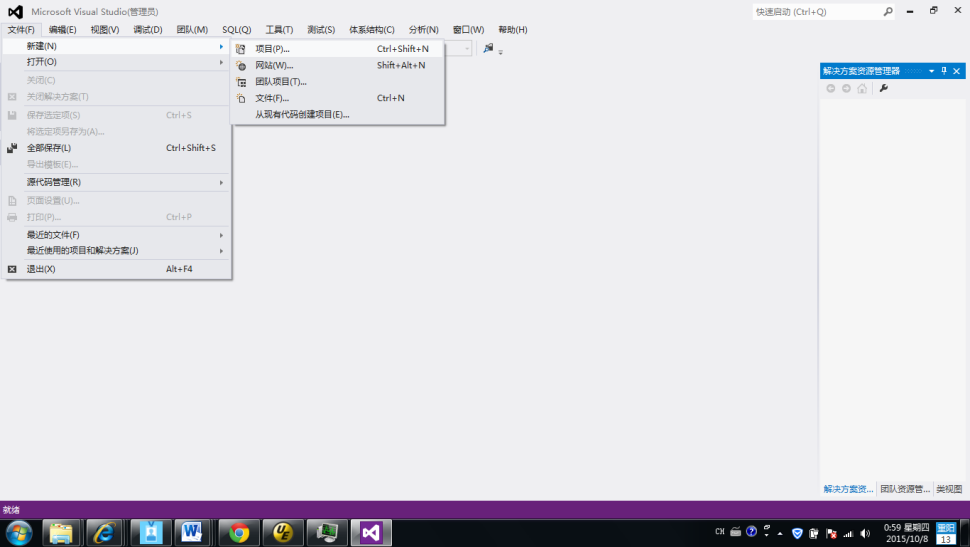 Microsoft Visual Studio(管理员)
快速启动 (Ctrl+Q)
文件(F) 编辑(E) 视图(V) 调试(D) 团队(M) SQL(Q) 工具(T) 测试(S) 体系结构(C) 分析(N) 窗口(W) 帮助(H)
新建(N)
打开(O)
关闭(C)
关闭解决方案(T)
保存选定项(S) Ctrl+S
将选定项另存为(A)...
全部保存(L) Ctrl+Shift+S
导出模板(E)...
源代码管理(R)
页面设置(U)...
打印(P)... Ctrl+P
最近的文件(F)
最近使用的项目和解决方案(J)
退出(X) Alt+F4
项目(P)... Ctrl+Shift+N
网站(W)... Shift+Alt+N
团队项目(T)...
文件(F)... Ctrl+N
从现有代码创建项目(E)...
解决方案资源管理器
解决方案资... 团队资源管... 类视图
就绪
CH
0:59 星期四
2015/10/8
重阳
13